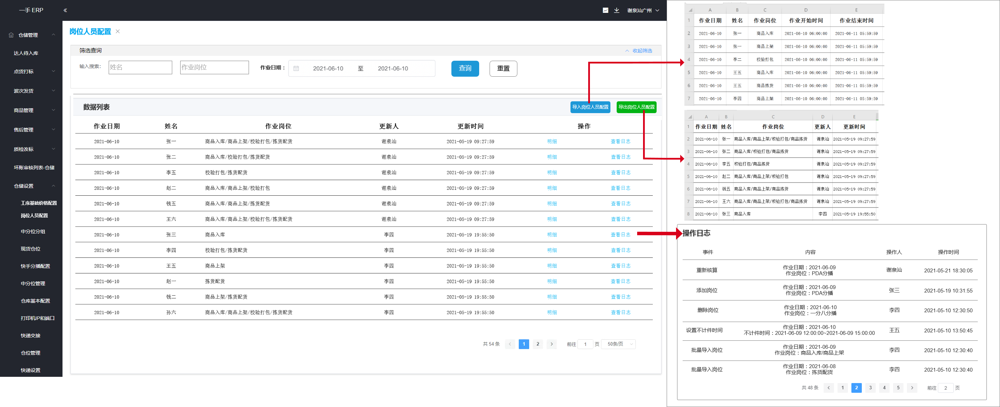 一手 ERP
谢泉汕广州
仓储管理
达人待入库
点货打标
波次发货
商品管理
售后管理
质检改标
坏账审核列表-仓储
仓储设置
工序基础价格配置
岗位人员配置
中分位分组
现货仓位
快手分播配置
中分位管理
仓库基本配置
打印机IP和端口
快递交接
仓位管理
快递设置
岗位人员配置
筛选查询 收起筛选
输入搜索: 姓名 作业岗位 作业日期： 2021-06-10 至 2021-06-10 查询 重置
数据列表 导入岗位人员配置 导出岗位人员配置
作业日期 姓名 作业岗位 更新人 更新时间 操作
2021-06-10 张一 商品入库/商品上架/校验打包/拣货配货 谢泉汕 2021-05-19 09:27:59 明细 查看日志
2021-06-10 张二 商品入库/校验打包/拣货配货 谢泉汕 2021-05-19 09:27:59 明细 查看日志
2021-06-10 李五 校验打包/拣货配货 谢泉汕 2021-05-19 09:27:59 明细 查看日志
2021-06-10 赵二 商品入库/商品上架/校验打包 谢泉汕 2021-05-19 09:27:59 明细 查看日志
2021-06-10 钱五 商品入库/商品上架/拣货配货 谢泉汕 2021-05-19 09:27:59 明细 查看日志
2021-06-10 王六 商品入库/商品上架/校验打包/拣货配货 谢泉汕 2021-05-19 09:27:59 明细 查看日志
2021-06-10 张三 商品入库 李四 2021-05-19 19:55:50 明细 查看日志
2021-06-10 李四 校验打包/拣货配货 李四 2021-05-19 19:55:50 明细 查看日志
2021-06-10 王五 商品上架 李四 2021-05-19 19:55:50 明细 查看日志
2021-06-10 赵一 拣货配货 李四 2021-05-19 19:55:50 明细 查看日志
2021-06-10 钱二 商品上架/拣货配货 李四 2021-05-19 19:55:50 明细 查看日志
2021-06-10 孙六 商品入库/商品上架/校验打包/拣货配货 李四 2021-05-19 19:55:50 明细 查看日志
共 54 条 1 2 前往 1 页 50条/页
A B C D E
1 作业日期 姓名 作业岗位 作业开始时间 作业结束时间
2 2021-06-10 张一 商品入库 2021-06-10 06:00:00 2021-06-11 05:59:59
3 2021-06-10 张一 商品上架 2021-06-10 06:00:00 2021-06-11 05:59:59
4 2021-06-10 李二 校验打包 2021-06-10 06:00:00 2021-06-11 05:59:59
5 2021-06-10 王五 商品入库 2021-06-10 06:00:00 2021-06-11 05:59:59
6 2021-06-10 王五 商品拣货 2021-06-10 06:00:00 2021-06-11 05:59:59
7 2021-06-10 李四 商品上架 2021-06-10 06:00:00 2021-06-11 05:59:59
A B C D E
1 作业日期 姓名 作业岗位 更新人 更新时间
2 2021-06-10 张一 商品入库/商品上架/校验打包/商品拣货 谢泉汕 2021-05-19 09:27:59
3 2021-06-10 张二 商品入库/校验打包/商品拣货 谢泉汕 2021-05-19 09:27:59
4 2021-06-10 李五 校验打包/商品拣货 谢泉汕 2021-05-19 09:27:59
5 2021-06-10 赵二 商品入库/商品上架/校验打包 谢泉汕 2021-05-19 09:27:59
6 2021-06-10 钱五 商品入库/商品上架/商品拣货 谢泉汕 2021-05-19 09:27:59
7 2021-06-10 王六 商品入库/商品上架/校验打包/商品拣货 谢泉汕 2021-05-19 09:27:59
8 2021-06-10 张三 商品入库 李四 2021-05-19 19:55:50
操作日志
事件 内容 操作人 操作时间
重新核算 作业日期：2021-06-09 谢泉汕 2021-05-21 18:30:05
作业岗位：PDA分播
添加岗位 作业日期：2021-06-09 张三 2021-05-19 10:31:55
作业岗位：PDA分播
删除岗位 作业日期：2021-06-10 李四 2021-05-10 12:30:50
作业岗位：一分八分播
设置不计件时间 作业日期：2021-06-10 王五 2021-05-10 13:50:45
不计件时间：2021-06-09 12:00:00~2021-06-09 15:00:00
批量导入岗位 作业日期：2021-06-09 李四 2021-05-10 12:30:40
作业岗位：商品入库/商品上架
批量导入岗位 作业日期：2021-06-08 李四 2021-05-10 12:30:40
作业岗位：拣货配货
共 48 条 1 2 3 4 5 前往 2 页